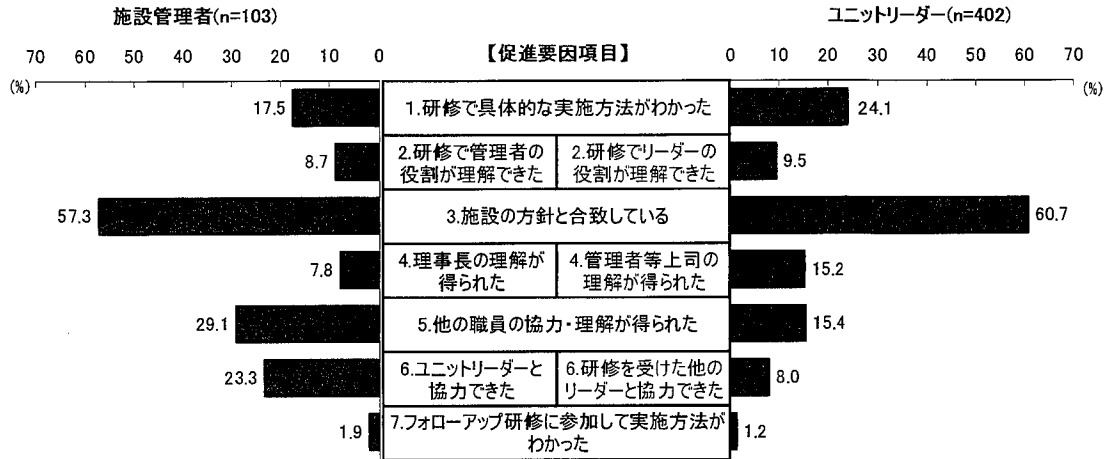 施設管理者(n=103)
ユニットリーダー(n=402)
70 60 50 40 30 20 10 0
【促進要因項目】
0 10 20 30 40 50 60 70
(%)
(%)
17.5
1.研修で具体的な実施方法がわかった
24.1
8.7
2.研修で管理者の
役割が理解できた
2.研修でリーダーの
役割が理解できた
9.5
57.3
3.施設の方針と合致している
60.7
7.8
4.理事長の理解が
得られた
4.管理者等上司の
理解が得られた
15.2
29.1
5.他の職員の協力・理解が得られた
15.4
23.3
6.ユニットリーダーと
協力できた
6.研修を受けた他の
リーダーと協力できた
8.0
1.9
7.フォローアップ研修に参加して実施方法が
わかった
1.2